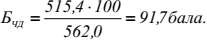 Б_чд = 515,4 · 100 / 562,0 = 91,7 бала.